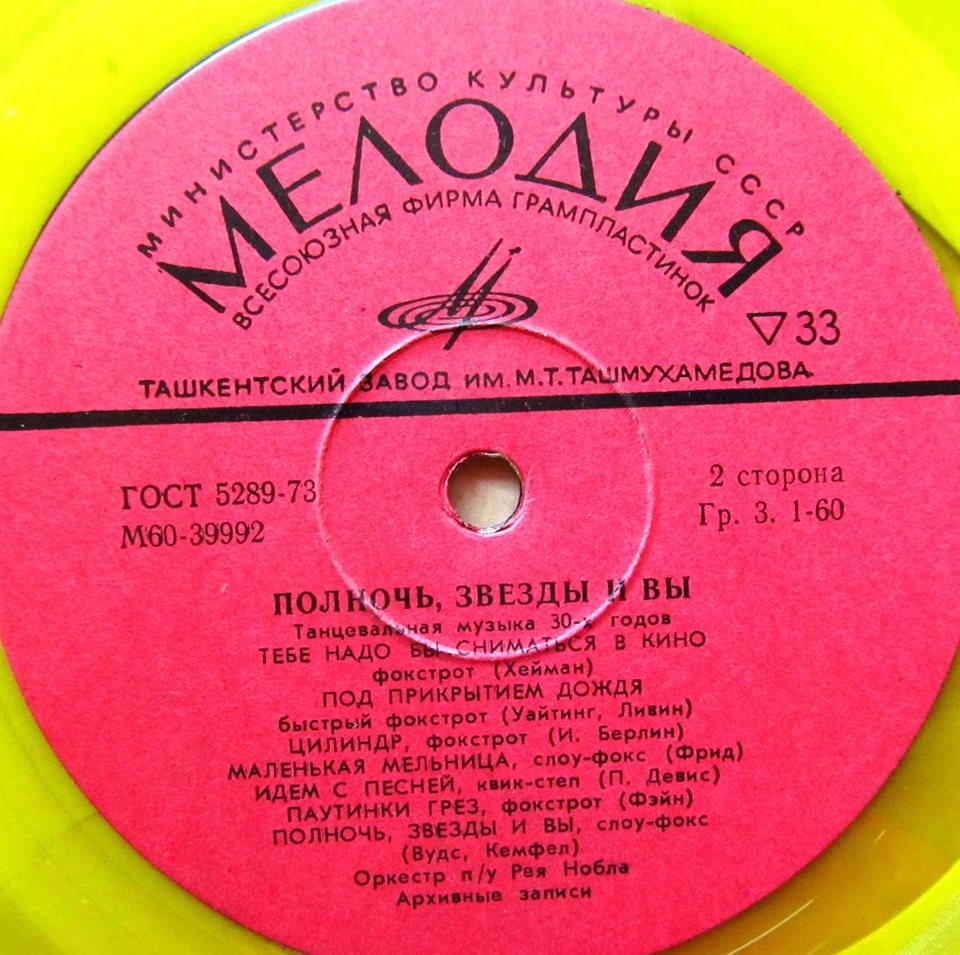 МИНИСТЕРСТВО КУЛЬТУРЫ СССР
МЕЛОДИЯ
ВСЕСОЮЗНАЯ ФИРМА ГРАМПЛАСТИНОК
33
ТАШКЕНТСКИЙ ЗАВОД ИМ. М.Т. ТАШМУХАМЕДОВА
ГОСТ 5289-73
М60-39992
2 сторона
Гр. 3. 1-60
ПОЛНОЧЬ, ЗВЕЗДЫ И ВЫ
Танцевальная музыка 30-х годов
ТЕБЕ НАДО БЫ СНИМАТЬСЯ В КИНО
фокстрот (Хейман)
ПОД ПРИКРЫТИЕМ ДОЖДЯ
быстрый фокстрот (Уайтинг, Ливин)
ЦИЛИНДР, фокстрот (И. Берлин)
МАЛЕНЬКАЯ МЕЛЬНИЦА, слоу-фокс (Фрид)
ИДЕМ С ПЕСНЕЙ, квик-степ (П. Девис)
ПАУТИНКИ ГРЕЗ, фокстрот (Фэйн)
ПОЛНОЧЬ, ЗВЕЗДЫ И ВЫ, слоу-фокс
(Вудс, Кемфел)
Оркестр п/у Рея Нобла
Архивные записи